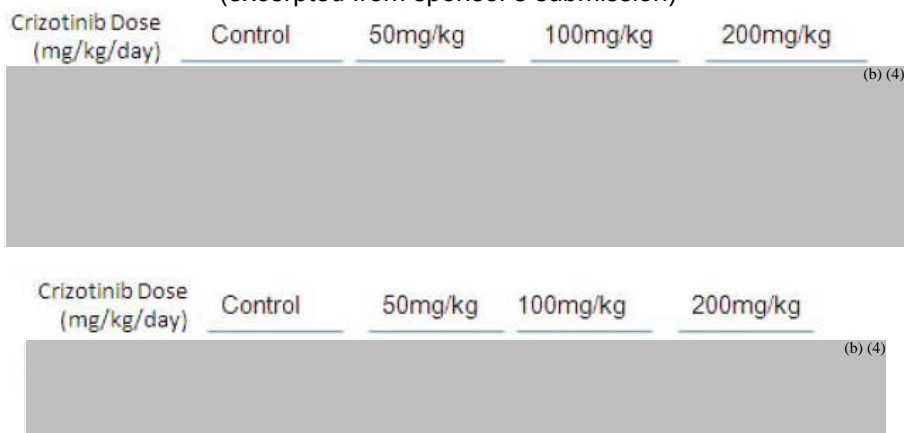 Crizotinib Dose
(mg/kg/day) Control 50mg/kg 100mg/kg 200mg/kg
(b) (4)
Crizotinib Dose
(mg/kg/day) Control 50mg/kg 100mg/kg 200mg/kg
(b) (4)